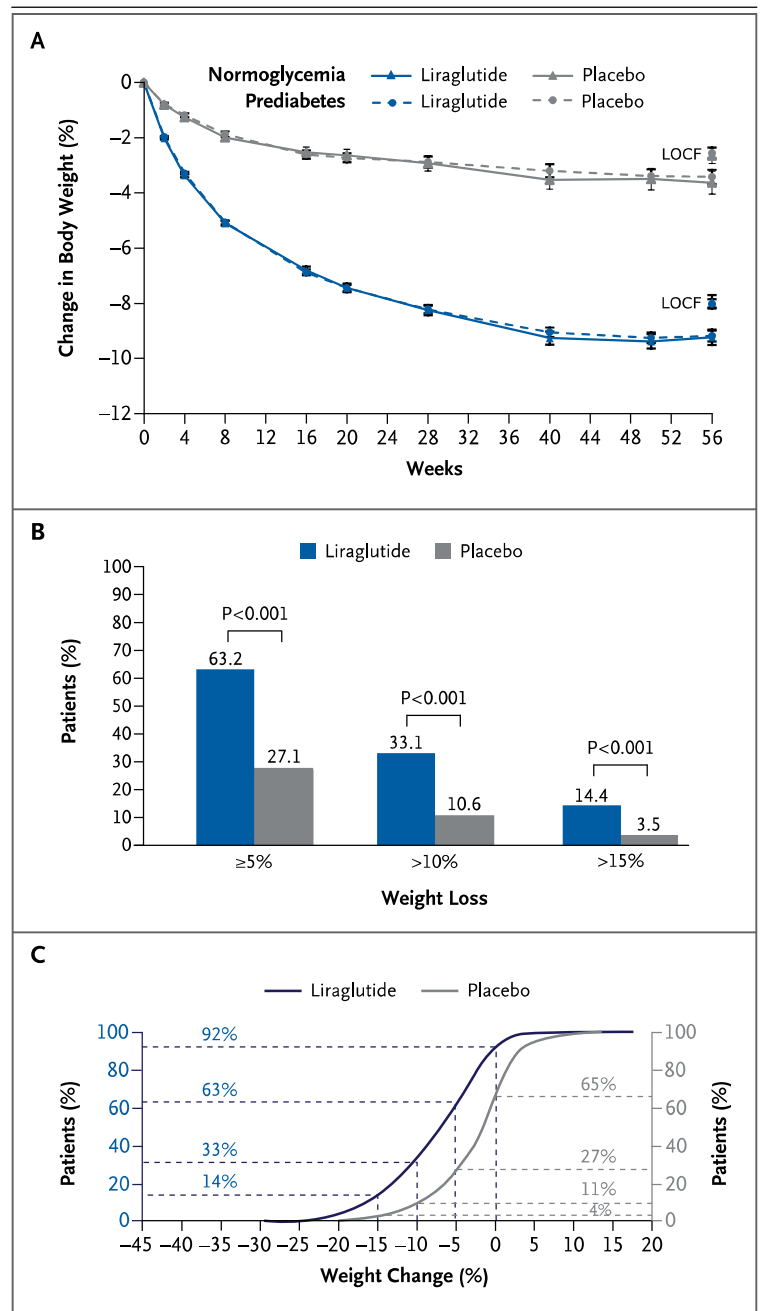 A
Normoglycemia Liraglutide Placebo
Prediabetes Liraglutide Placebo
Change in Body Weight (%)
0
−2
−4
−6
−8
−10
−12
LOCF
LOCF
0 4 8 12 16 20 24 28 32 36 40 44 48 52 56
Weeks
B
Liraglutide Placebo
Patients (%)
100
90
80
70
60
50
40
30
20
10
0
P<0.001
63.2
27.1
P<0.001
33.1
10.6
P<0.001
14.4
3.5
≥5% >10% >15%
Weight Loss
C
Liraglutide Placebo
Patients (%)
100
80
60
40
20
0
92%
63%
33%
14%
65%
27%
11%
4%
100
80
60
40
20
0
Patients (%)
−45 −40 −35 −30 −25 −20 −15 −10 −5 0 5 10 15 20
Weight Change (%)